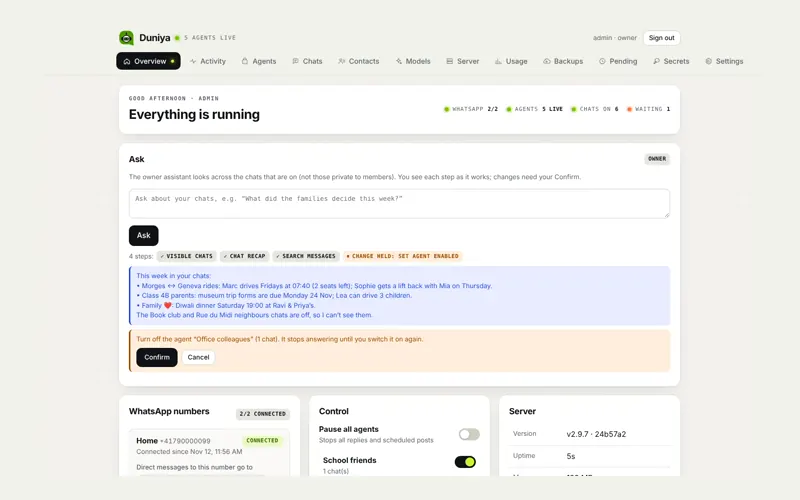 Duniya
5 AGENTS LIVE
admin · owner
Sign out
Overview
Activity
Agents
Chats
Contacts
Models
Server
Usage
Backups
Pending
Secrets
Settings
GOOD AFTERNOON · ADMIN
Everything is running
WHATSAPP 2/2
AGENTS 5 LIVE
CHATS ON 6
WAITING 1
Ask
OWNER
The owner assistant looks across the chats that are on (not those private to members). You see each step as it works; changes need your Confirm.
Ask about your chats, e.g. "What did the families decide this week?"
Ask
4 steps:
✓ VISIBLE CHATS
✓ CHAT RECAP
✓ SEARCH MESSAGES
CHANGE HELD: SET AGENT ENABLED
This week in your chats:
• Morges ↔ Geneva rides: Marc drives Fridays at 07:40 (2 seats left); Sophie gets a lift back with Mia on Thursday.
• Class 4B parents: museum trip forms are due Monday 24 Nov; Lea can drive 3 children.
• Family ❤️: Diwali dinner Saturday 19:00 at Ravi & Priya's.
The Book club and Rue du Midi neighbours chats are off, so I can't see them.
Turn off the agent "Office colleagues" (1 chat). It stops answering until you switch it on again.
Confirm
Cancel
WhatsApp numbers
2/2 CONNECTED
Home +41790000099
CONNECTED
Connected since Nov 12, 11:56 AM
Direct messages to this number go to
Control
Pause all agents
Stops all replies and scheduled posts
School friends
1 chat(s)
Server
Version
v2.9.7 · 24b57a2
Uptime
5s